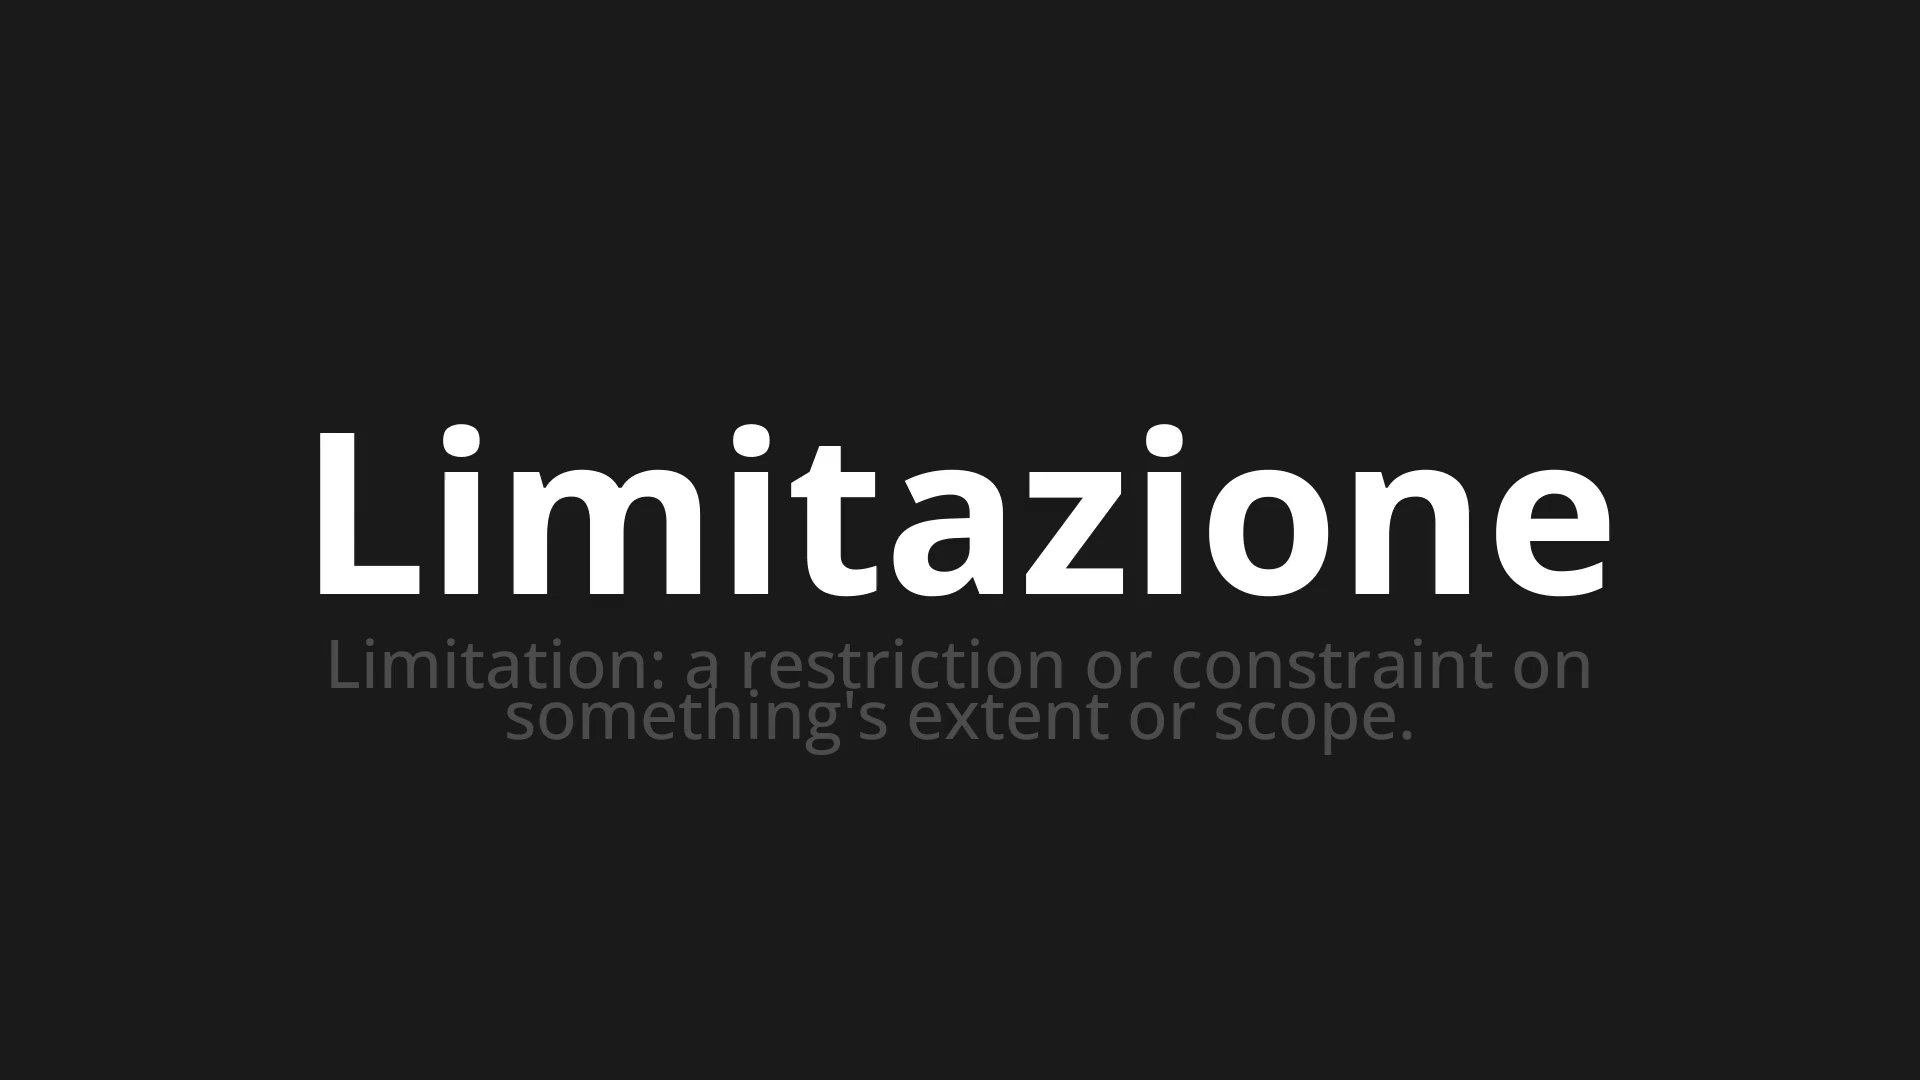 Limitazione
Limitation: a restriction or constraint on
something's extent or scope.